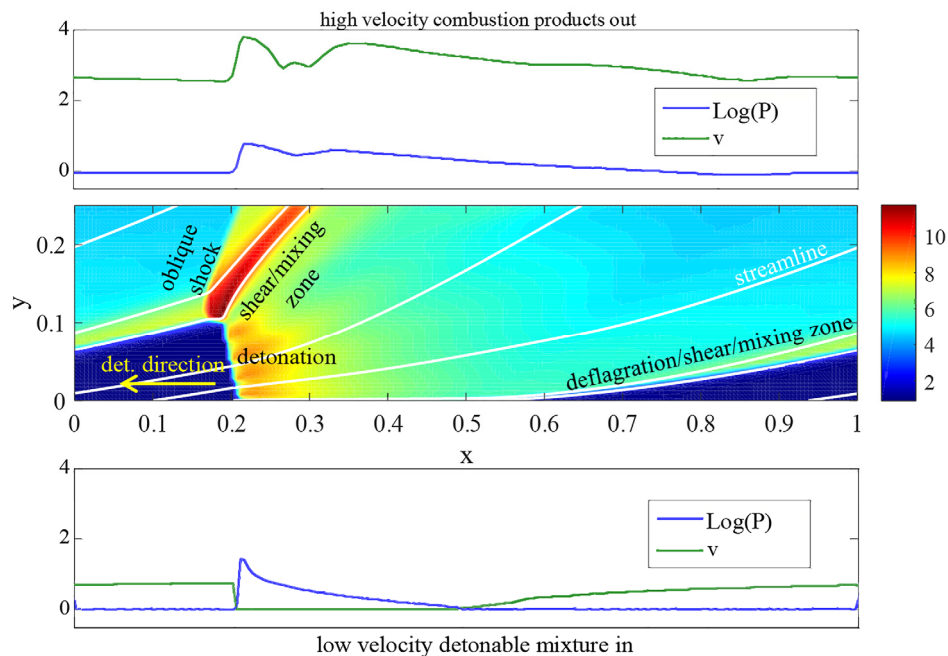 high velocity combustion products out
4
2
0
Log(P)
v
0.2
0.1
0
y
oblique
shock
shear/mixing
zone
detonation
det. direction
streamline
deflagration/shear/mixing zone
10
8
6
4
2
0
0.1
0.2
0.3
0.4
0.5
0.6
0.7
0.8
0.9
1
x
4
2
0
Log(P)
v
low velocity detonable mixture in